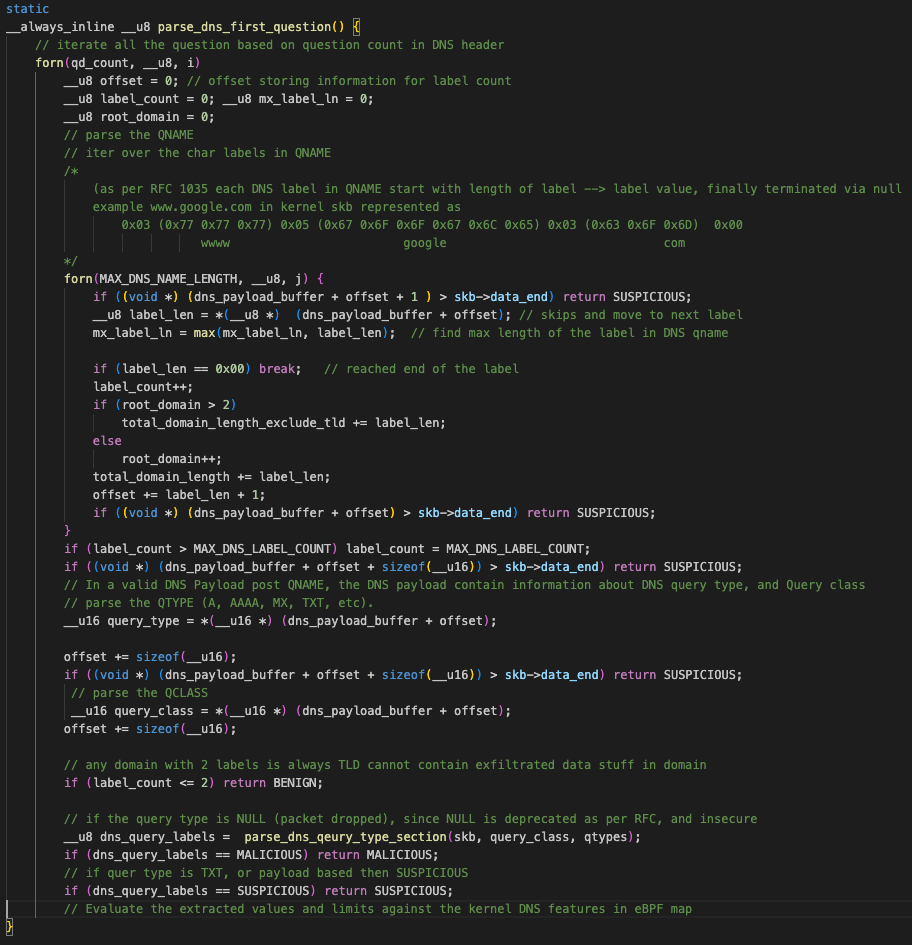 static
__always_inline __u8 parse_dns_first_question() {
// iterate all the question based on question count in DNS header
forn(qd_count, __u8, i)
__u8 offset = 0; // offset storing information for label count
__u8 label_count = 0; __u8 mx_label_ln = 0;
__u8 root_domain = 0;
// parse the QNAME
// iter over the char labels in QNAME
/*
(as per RFC 1035 each DNS label in QNAME start with length of label --> label value, finally terminated via null
example www.google.com in kernel skb represented as
0x03 (0x77 0x77 0x77) 0x05 (0x67 0x6F 0x6F 0x67 0x6C 0x65) 0x03 (0x63 0x6F 0x6D)  0x00
wwww google com
*/
forn(MAX_DNS_NAME_LENGTH, __u8, j) {
if ((void *) (dns_payload_buffer + offset + 1 ) > skb->data_end) return SUSPICIOUS;
__u8 label_len = *(__u8 *)  (dns_payload_buffer + offset); // skips and move to next label
mx_label_ln = max(mx_label_ln, label_len);  // find max length of the label in DNS qname
if (label_len == 0x00) break;   // reached end of the label
label_count++;
if (root_domain > 2)
total_domain_length_exclude_tld += label_len;
else
root_domain++;
total_domain_length += label_len;
offset += label_len + 1;
if ((void *) (dns_payload_buffer + offset) > skb->data_end) return SUSPICIOUS;
}
if (label_count > MAX_DNS_LABEL_COUNT) label_count = MAX_DNS_LABEL_COUNT;
if ((void *) (dns_payload_buffer + offset + sizeof(__u16)) > skb->data_end) return SUSPICIOUS;
// In a valid DNS Payload post QNAME, the DNS payload contain information about DNS query type, and Query class
// parse the QTYPE (A, AAAA, MX, TXT, etc).
__u16 query_type = *(__u16 *) (dns_payload_buffer + offset);
offset += sizeof(__u16);
if ((void *) (dns_payload_buffer + offset + sizeof(__u16)) > skb->data_end) return SUSPICIOUS;
// parse the QCLASS
__u16 query_class = *(__u16 *) (dns_payload_buffer + offset);
offset += sizeof(__u16);
// any domain with 2 labels is always TLD cannot contain exfiltrated data stuff in domain
if (label_count <= 2) return BENIGN;
// if the query type is NULL (packet dropped), since NULL is deprecated as per RFC, and insecure
__u8 dns_query_labels =  parse_dns_qeury_type_section(skb, query_class, qtypes);
if (dns_query_labels == MALICIOUS) return MALICIOUS;
// if quer type is TXT, or payload based then SUSPICIOUS
if (dns_query_labels == SUSPICIOUS) return SUSPICIOUS;
// Evaluate the extracted values and limits against the kernel DNS features in eBPF map
}